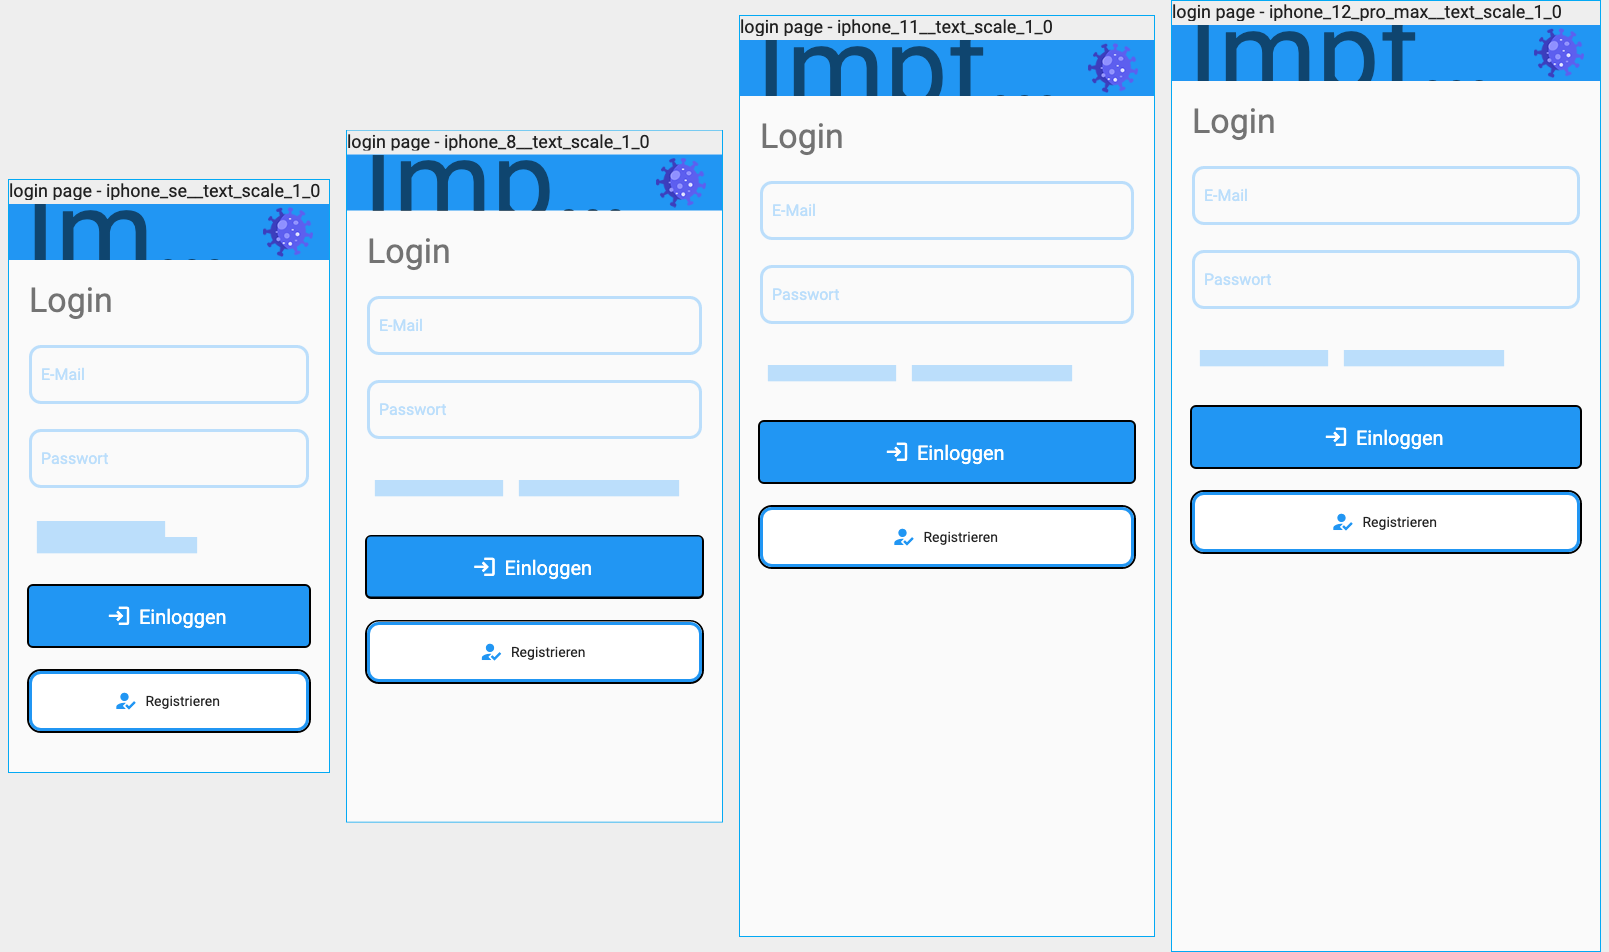 login page - iphone_se__text_scale_1_0
Im...
Login
E-Mail
Passwort
Einloggen
Registrieren
login page - iphone_8__text_scale_1_0
Imp...
Login
E-Mail
Passwort
Einloggen
Registrieren
login page - iphone_11__text_scale_1_0
Impf...
Login
E-Mail
Passwort
Einloggen
Registrieren
login page - iphone_12_pro_max__text_scale_1_0
Impf...
Login
E-Mail
Passwort
Einloggen
Registrieren